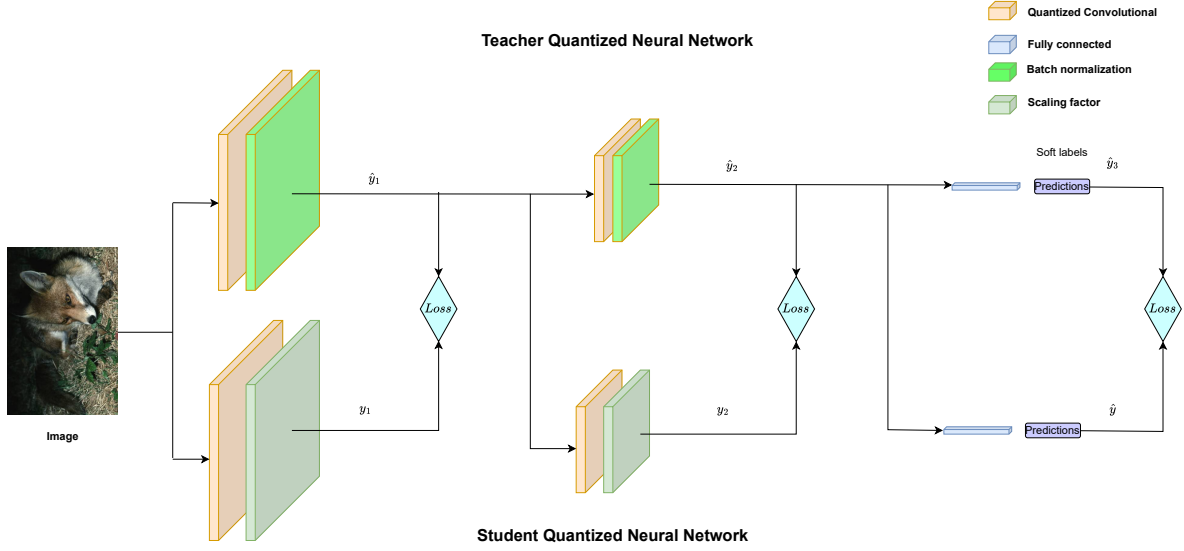 Quantized Convolutional
Teacher Quantized Neural Network
Fully connected
Batch normalization
Scaling factor
Soft labels
ŷ₁
ŷ₂
ŷ₃
Predictions
Loss
Loss
Loss
y₁
y₂
ŷ
Predictions
Image
Student Quantized Neural Network